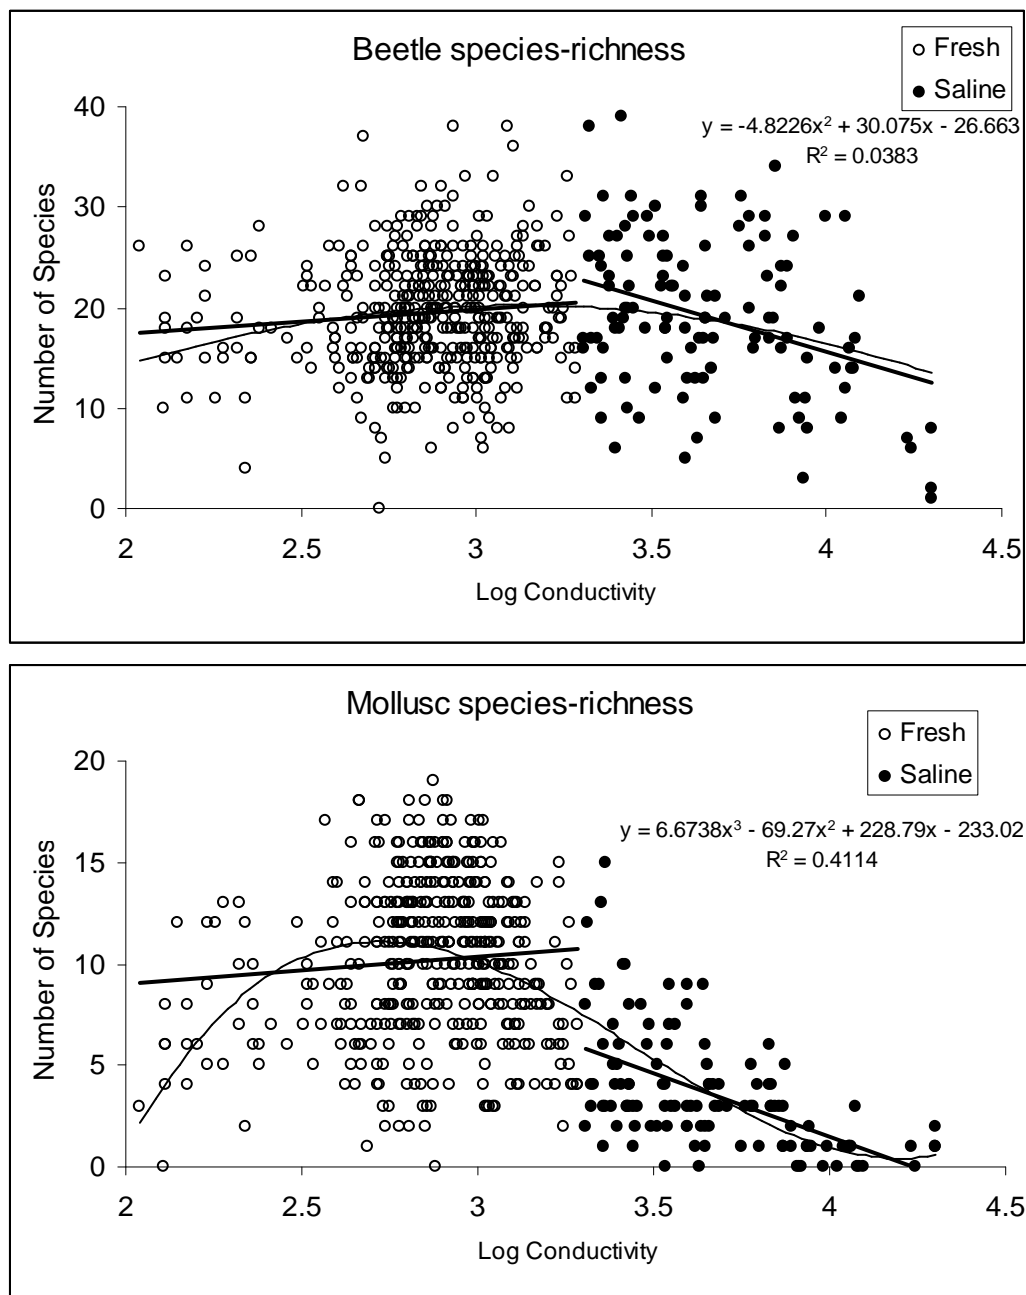 Beetle species-richness
Fresh
Saline
y = -4.8226x² + 30.075x - 26.663
R² = 0.0383
40
30
20
10
0
Number of Species
2 2.5 3 3.5 4 4.5
Log Conductivity
Mollusc species-richness
Fresh
Saline
y = 6.6738x³ - 69.27x² + 228.79x - 233.02
R² = 0.4114
20
15
10
5
0
Number of Species
2 2.5 3 3.5 4 4.5
Log Conductivity